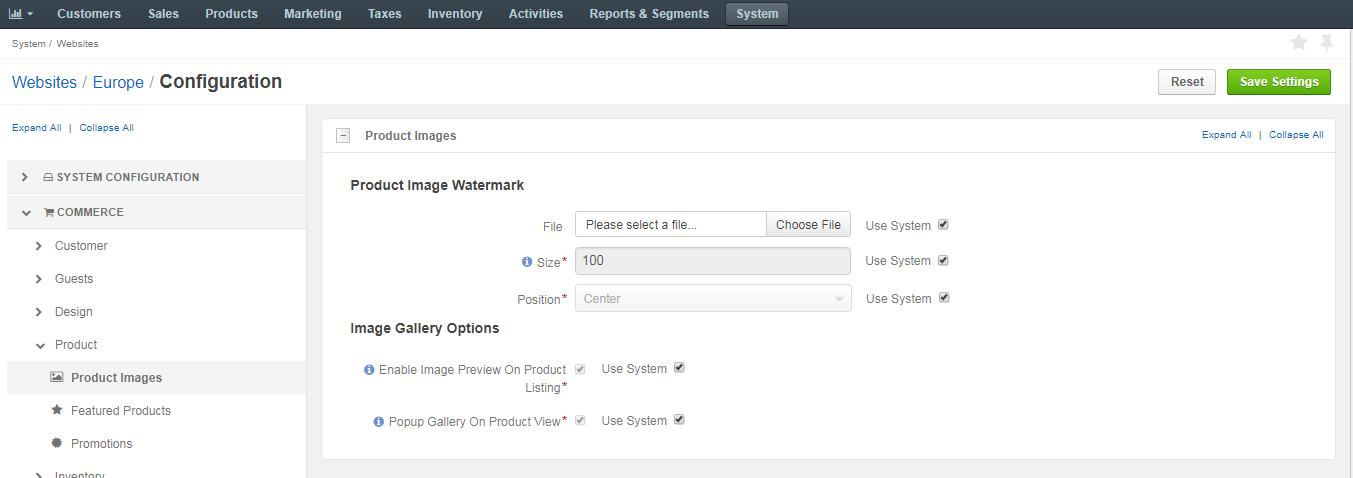 Customers Sales Products Marketing Taxes Inventory Activities Reports & Segments System
System / Websites
Websites / Europe / Configuration
Reset Save Settings
Expand All | Collapse All
SYSTEM CONFIGURATION
COMMERCE
Customer
Guests
Design
Product
Product Images
Featured Products
Promotions
Inventory
Product Images
Expand All | Collapse All
Product Image Watermark
File Please select a file... Choose File Use System
Size* 100 Use System
Position* Center Use System
Image Gallery Options
Enable Image Preview On Product Use System
Listing*
Popup Gallery On Product View* Use System